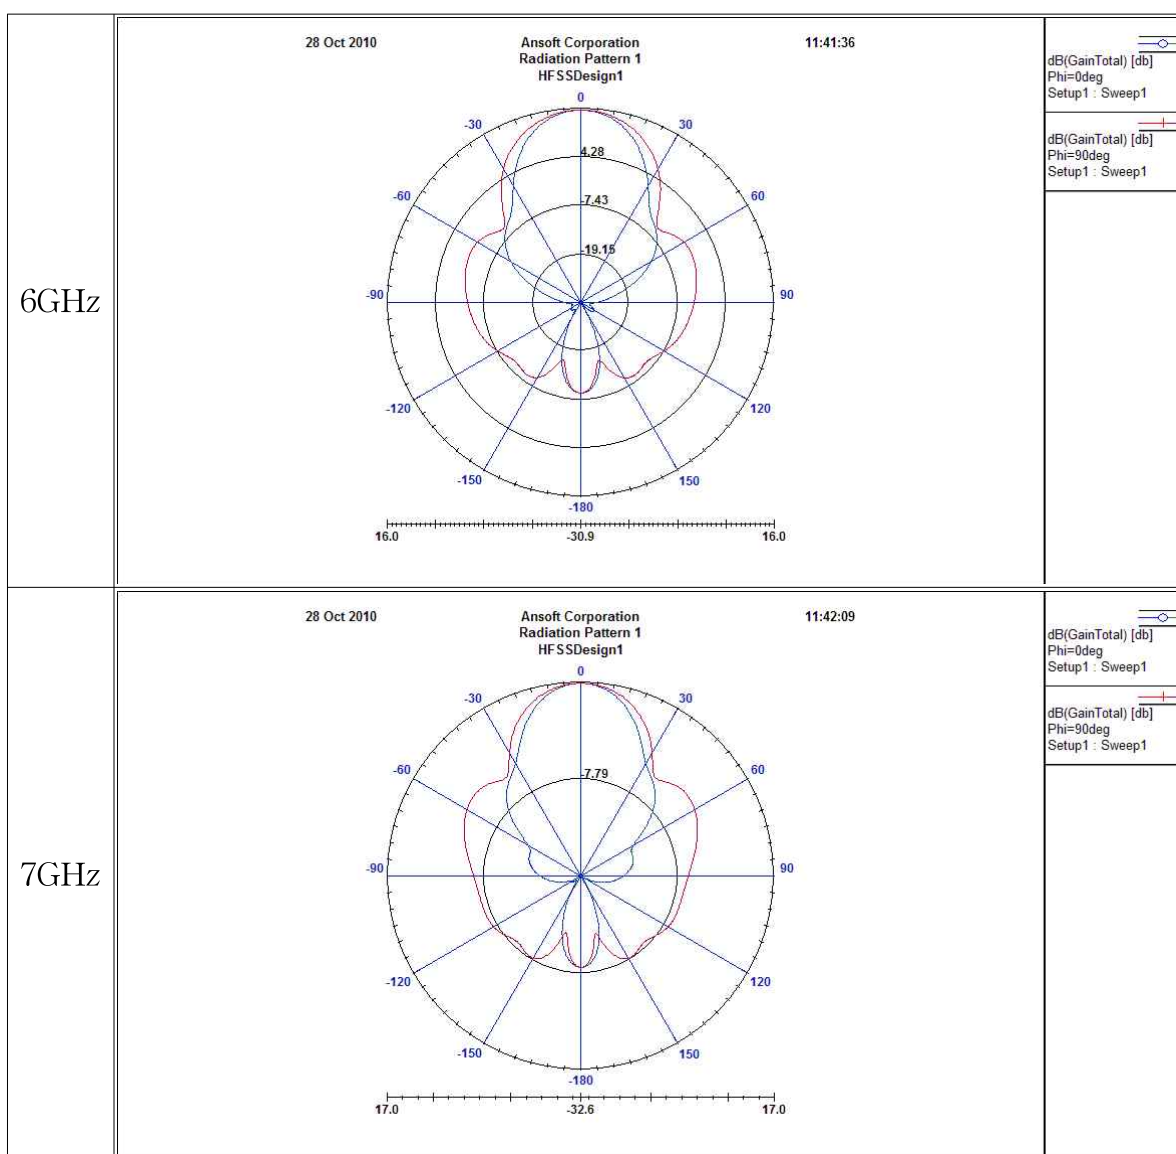 6GHz
28 Oct 2010 Ansoft Corporation 11:41:36
Radiation Pattern 1
HFSSDesign1
0
-30 30
4.28
-60 60
-7.43
-19.15
-90 90
-120 120
-150 150
-180
16.0 -30.9 16.0
dB(GainTotal) [db]
Phi=0deg
Setup1 : Sweep1
dB(GainTotal) [db]
Phi=90deg
Setup1 : Sweep1
7GHz
28 Oct 2010 Ansoft Corporation 11:42:09
Radiation Pattern 1
HFSSDesign1
0
-30 30
-60 -7.79 60
-90 90
-120 120
-150 150
-180
17.0 -32.6 17.0
dB(GainTotal) [db]
Phi=0deg
Setup1 : Sweep1
dB(GainTotal) [db]
Phi=90deg
Setup1 : Sweep1